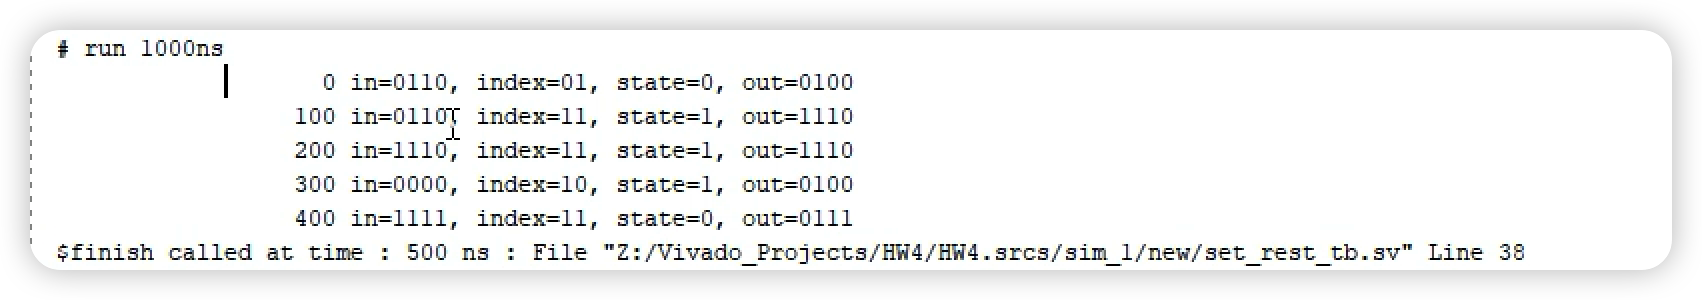 # run 1000ns
0 in=0110, index=01, state=0, out=0100
100 in=0110, index=11, state=1, out=1110
200 in=1110, index=11, state=1, out=1110
300 in=0000, index=10, state=1, out=0100
400 in=1111, index=11, state=0, out=0111
$finish called at time : 500 ns : File "Z:/Vivado_Projects/HW4/HW4.srcs/sim_1/new/set_rest_tb.sv" Line 38